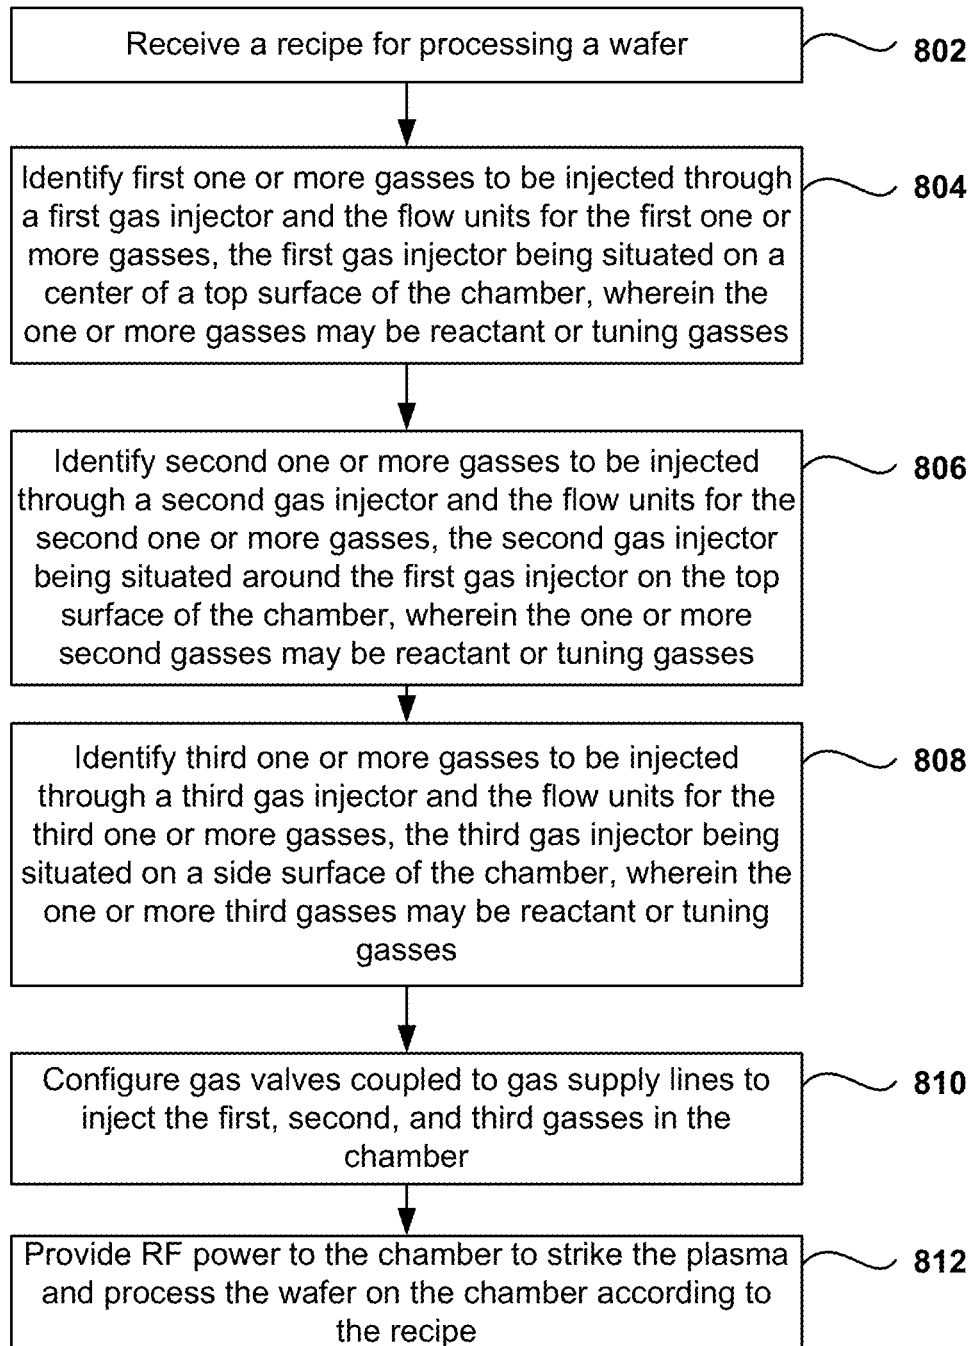 Receive a recipe for processing a wafer
802
Identify first one or more gasses to be injected through
a first gas injector and the flow units for the first one or
more gasses, the first gas injector being situated on a
center of a top surface of the chamber, wherein the
one or more gasses may be reactant or tuning gasses
804
Identify second one or more gasses to be injected
through a second gas injector and the flow units for the
second one or more gasses, the second gas injector
being situated around the first gas injector on the top
surface of the chamber, wherein the one or more
second gasses may be reactant or tuning gasses
806
Identify third one or more gasses to be injected
through a third gas injector and the flow units for the
third one or more gasses, the third gas injector being
situated on a side surface of the chamber, wherein the
one or more third gasses may be reactant or tuning
gasses
808
Configure gas valves coupled to gas supply lines to
inject the first, second, and third gasses in the
chamber
810
Provide RF power to the chamber to strike the plasma
and process the wafer on the chamber according to
the recipe
812